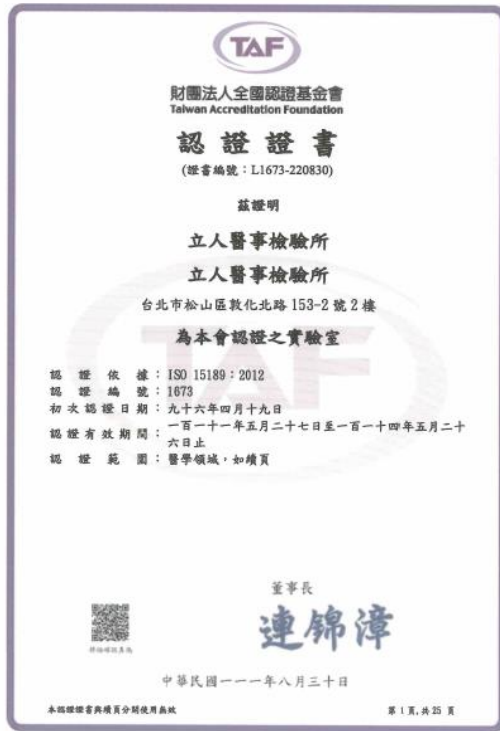 TAF
財團法人全國認證基金會
Taiwan Accreditation Foundation
認證證書
(證書編號：L1673-220830)
茲證明
立人醫事檢驗所
立人醫事檢驗所
台北市松山區敦化北路 153-2 號 2 樓
為本會認證之實驗室
認證依據：ISO 15189：2012
認證編號：1673
初次認證日期：九十六年四月十九日
認證有效期間：一百一十一年五月二十七日至一百一十四年五月二十
六日止
認證範圍：醫學領域，如續頁
董事長
連錦漳
掃描確認真偽
中華民國一一一年八月三十日
本認證證書與續頁分開使用無效
第 1 頁,共 25 頁